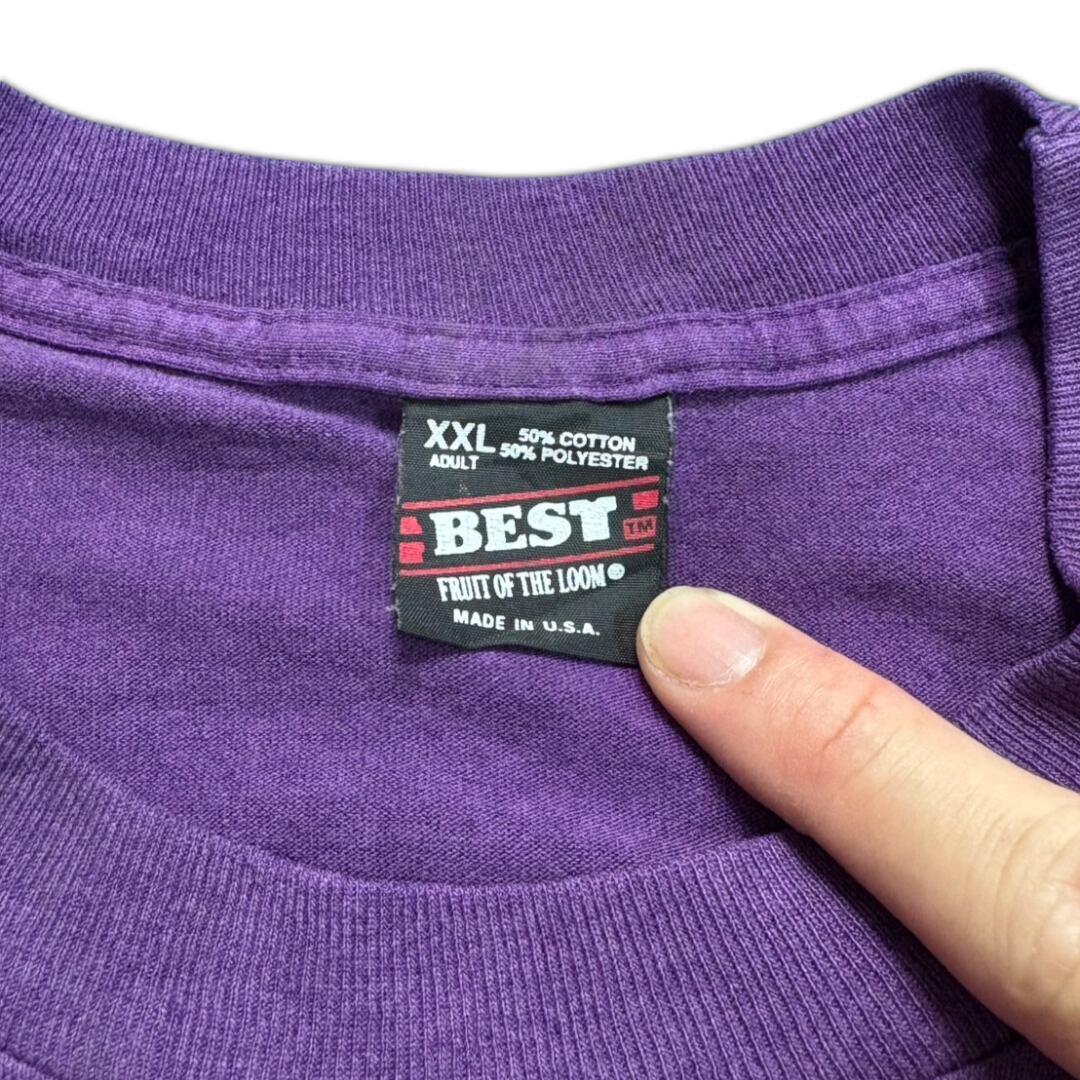 XXL 50% COTTON
ADULT 50% POLYESTER
BEST TM
FRUIT OF THE LOOM®
MADE IN U.S.A.